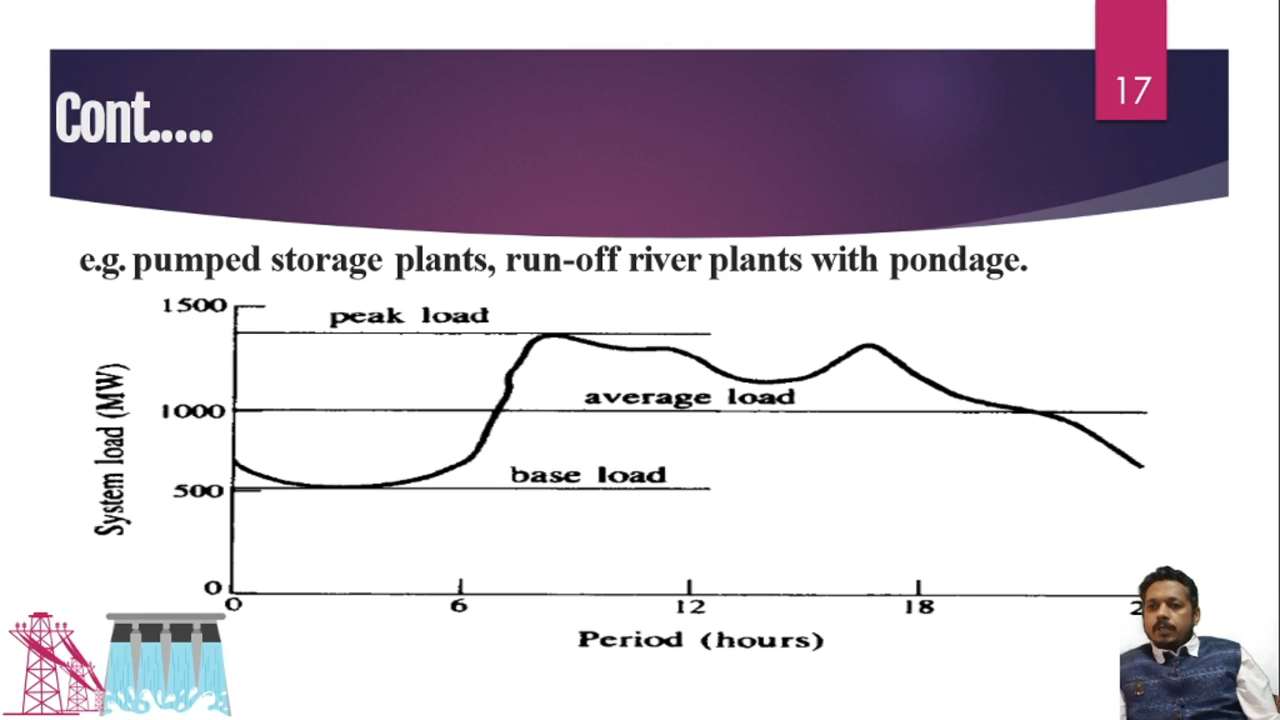 17
Cont.....
e.g. pumped storage plants, run-off river plants with pondage.
1500
peak load
System load (MW)
average load
1000
base load
500
0
0 6 12 18 2
Period (hours)